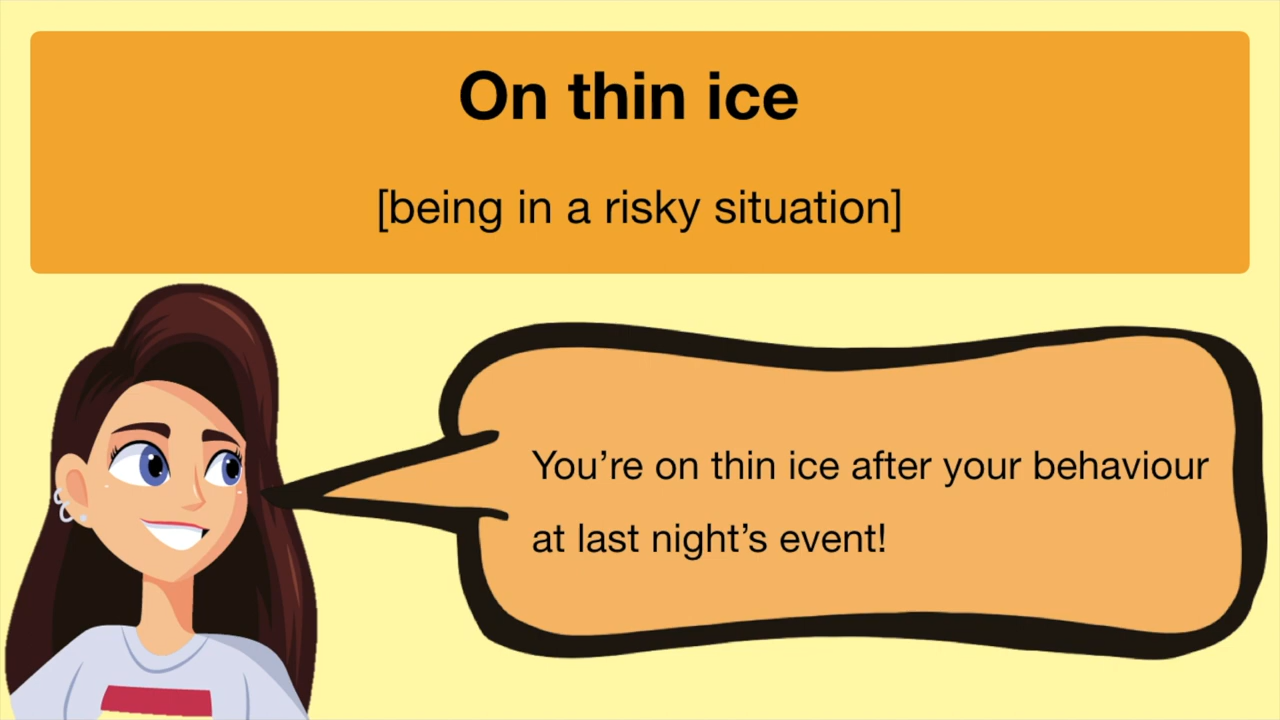 On thin ice
[being in a risky situation]
You’re on thin ice after your behaviour
at last night’s event!